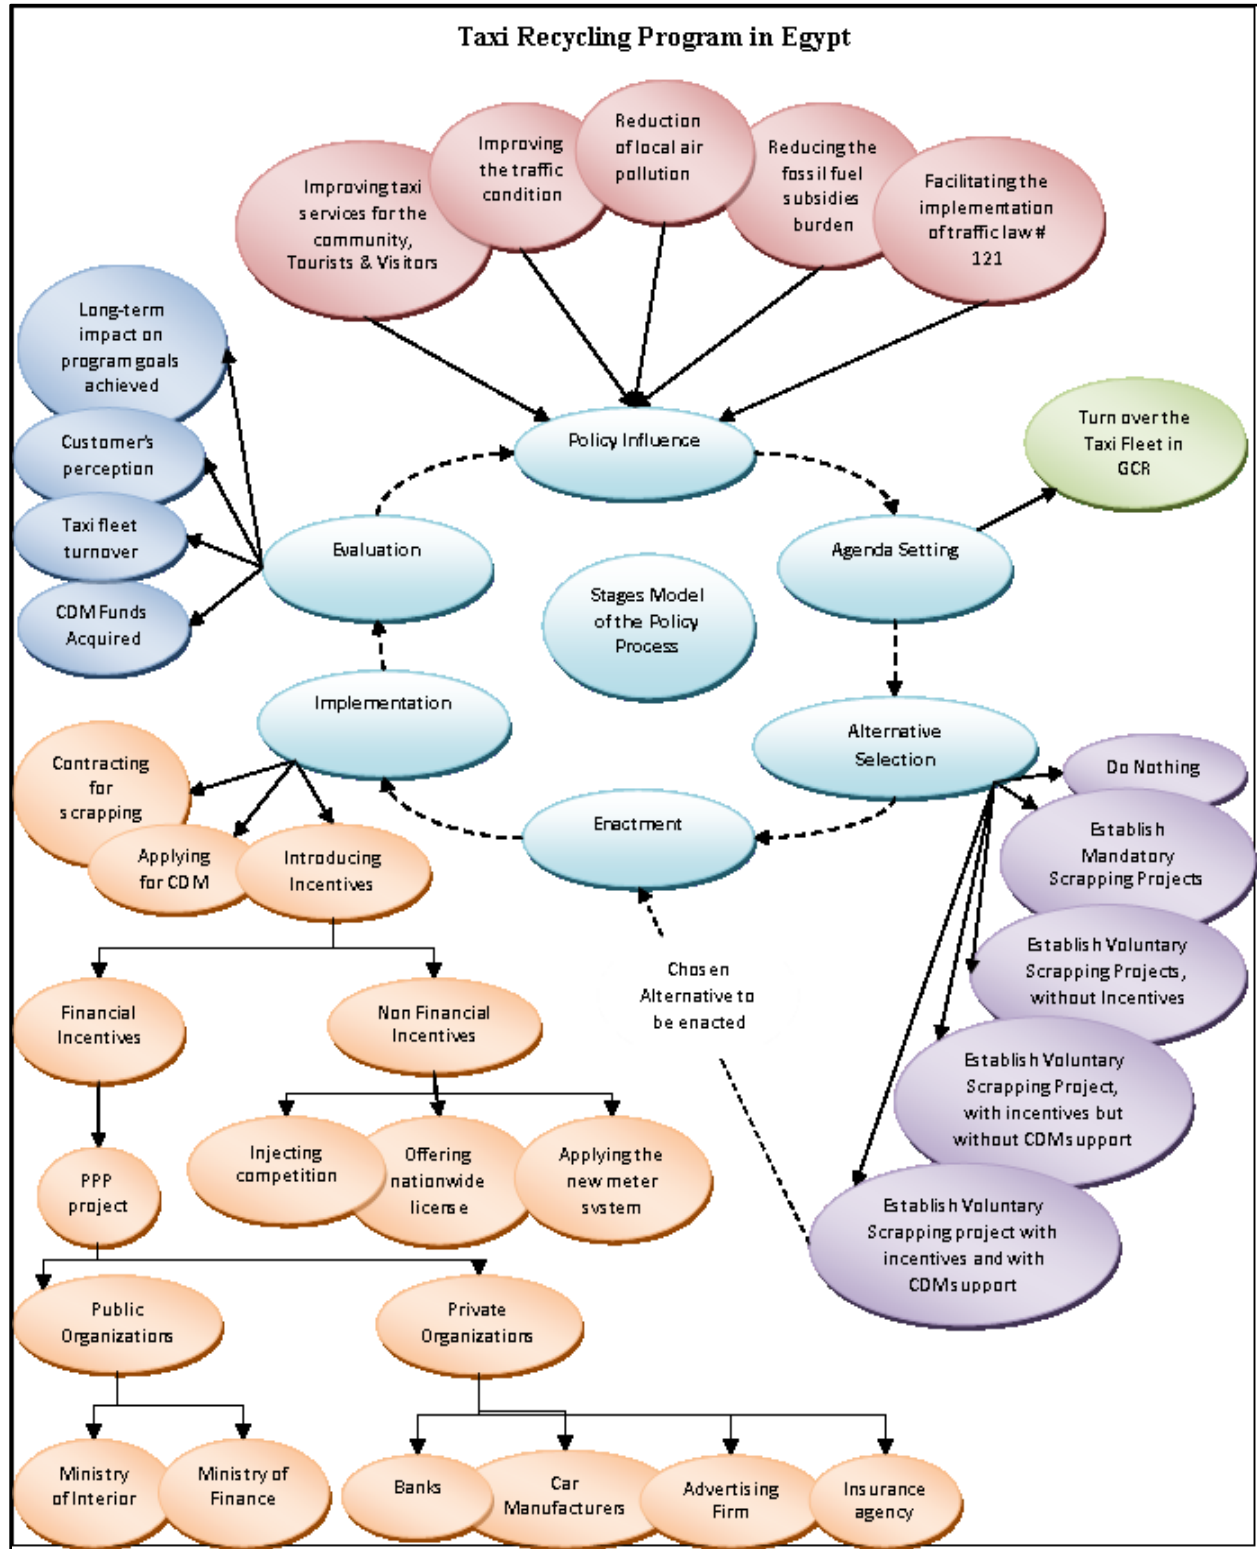 Taxi Recycling Program in Egypt
Improving taxi
services for the
community,
Tourists & Visitors
Improving
the traffic
condition
Reduction
of local air
pollution
Reducing the
fossil fuel
subsidies
burden
Facilitating the
implementation
of traffic law #
121
Long-term
impact on
program goals
achieved
Customer's
perception
Taxi fleet
turnover
CDM Funds
Acquired
Policy Influence
Turn over the
Taxi Fleet in
GCR
Evaluation
Agenda Setting
Stages Model
of the Policy
Process
Implementation
Alternative
Selection
Enactment
Contracting
for
scrapping
Applying
for CDM
Introducing
Incentives
Do Nothing
Establish
Mandatory
Scrapping Projects
Establish Voluntary
Scrapping Projects,
without Incentives
Establish Voluntary
Scrapping Project,
with incentives but
without CDM support
Establish Voluntary
Scrapping project with
incentives and with
CDM support
Chosen
Alternative to
be enacted
Financial
Incentives
Non Financial
Incentives
PPP
project
Injecting
competition
Offering
nationwide
license
Applying the
new meter
system
Public
Organizations
Private
Organizations
Ministry
of Interior
Ministry of
Finance
Banks
Car
Manufacturers
Advertising
Firm
Insurance
agency